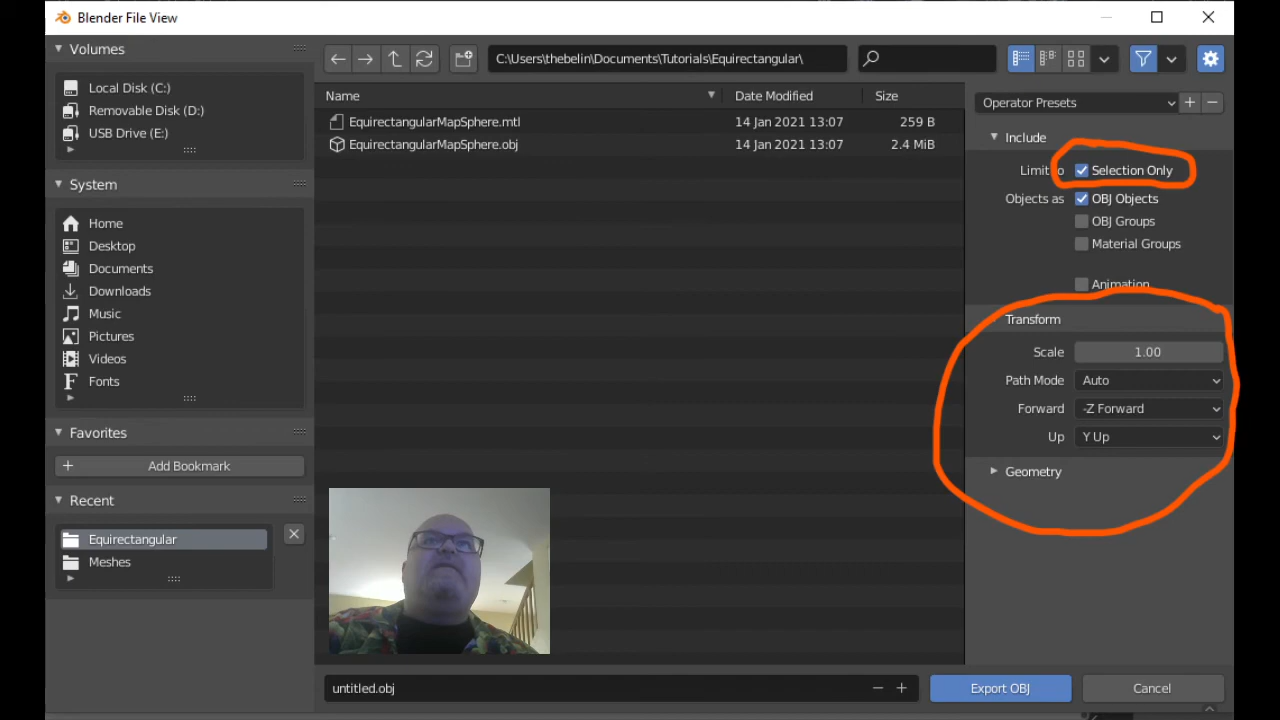 Blender File View
Volumes
Local Disk (C:)
Removable Disk (D:)
USB Drive (E:)
System
Home
Desktop
Documents
Downloads
Music
Pictures
Videos
Fonts
Favorites
Add Bookmark
Recent
Equirectangular
Meshes
C:\Users\thebelin\Documents\Tutorials\Equirectangular\
Name Date Modified Size
EquirectangularMapSphere.mtl 14 Jan 2021 13:07 259 B
EquirectangularMapSphere.obj 14 Jan 2021 13:07 2.4 MiB
Operator Presets
Include
Limit to Selection Only
Objects as OBJ Objects
OBJ Groups
Material Groups
Animation
Transform
Scale 1.00
Path Mode Auto
Forward -Z Forward
Up Y Up
Geometry
untitled.obj
Export OBJ
Cancel